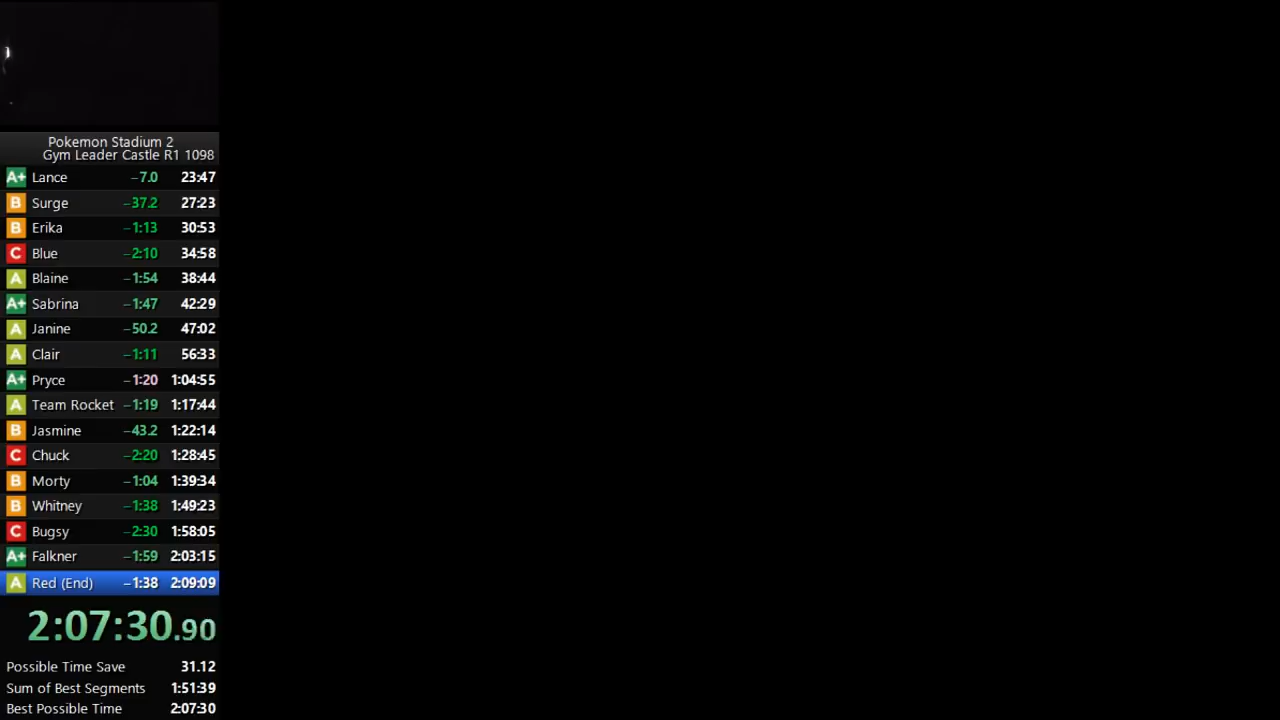 Pokemon Stadium 2
Gym Leader Castle R1 1098
A+ Lance −7.0 23:47
B Surge −37.2 27:23
B Erika −1:13 30:53
C Blue −2:10 34:58
A Blaine −1:54 38:44
A+ Sabrina −1:47 42:29
A Janine −50.2 47:02
A Clair −1:11 56:33
A+ Pryce −1:20 1:04:55
A Team Rocket −1:19 1:17:44
B Jasmine −43.2 1:22:14
C Chuck −2:20 1:28:45
B Morty −1:04 1:39:34
B Whitney −1:38 1:49:23
C Bugsy −2:30 1:58:05
A+ Falkner −1:59 2:03:15
A Red (End) −1:38 2:09:09
2:07:30.90
Possible Time Save 31.12
Sum of Best Segments 1:51:39
Best Possible Time 2:07:30